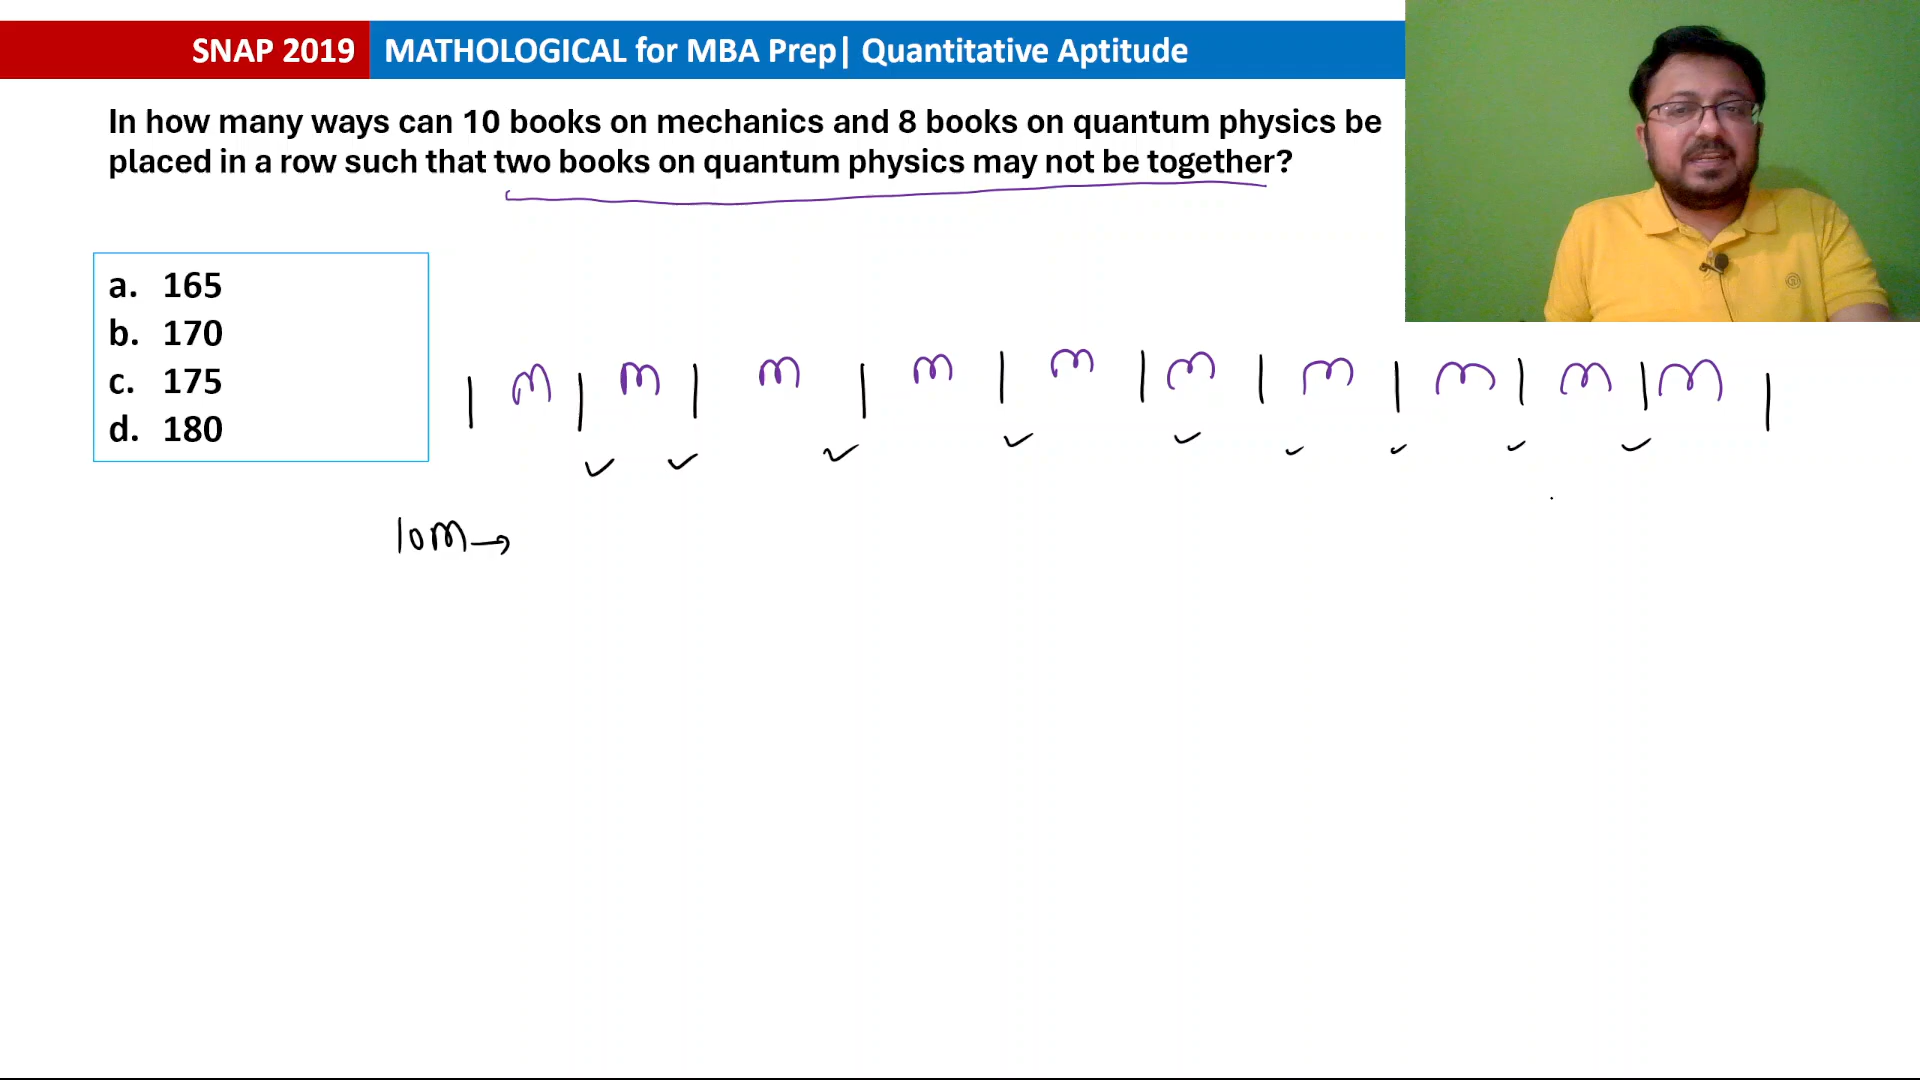 SNAP 2019 MATHOLOGICAL for MBA Prep| Quantitative Aptitude
In how many ways can 10 books on mechanics and 8 books on quantum physics be
placed in a row such that two books on quantum physics may not be together?
a. 165
b. 170
c. 175
d. 180
| m | m | m | m | m | m | m | m | m | m |
10m →